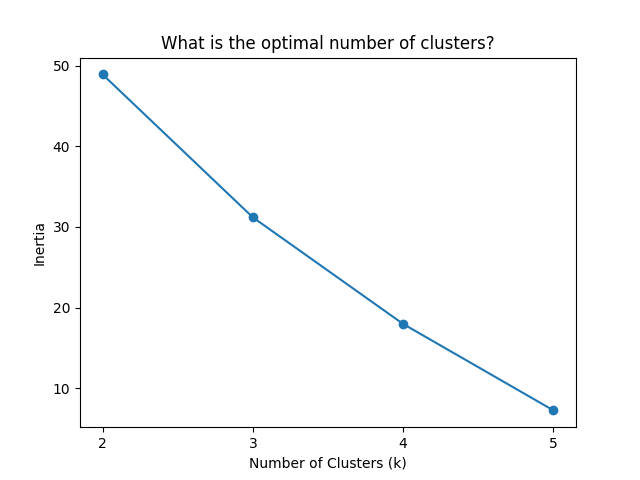 What is the optimal number of clusters?
50
40
30
20
10
Inertia
2 3 4 5
Number of Clusters (k)